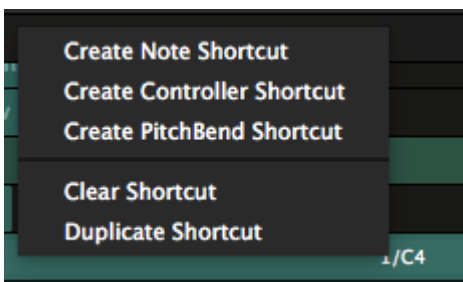 Create Note Shortcut
Create Controller Shortcut
Create PitchBend Shortcut
Clear Shortcut
Duplicate Shortcut
1/C4